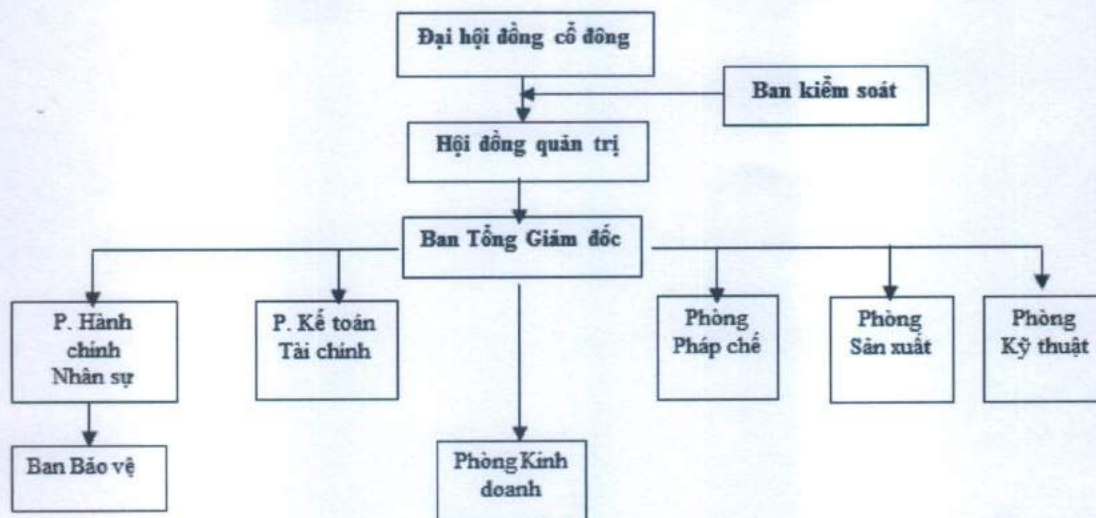 Đại hội đồng cổ đông
Ban kiểm soát
Hội đồng quản trị
Ban Tổng Giám đốc
P. Hành
chính
Nhân sự
P. Kế toán
Tài chính
Phòng
Pháp chế
Phòng
Sản xuất
Phòng
Kỹ thuật
Ban Bảo vệ
Phòng Kinh
doanh